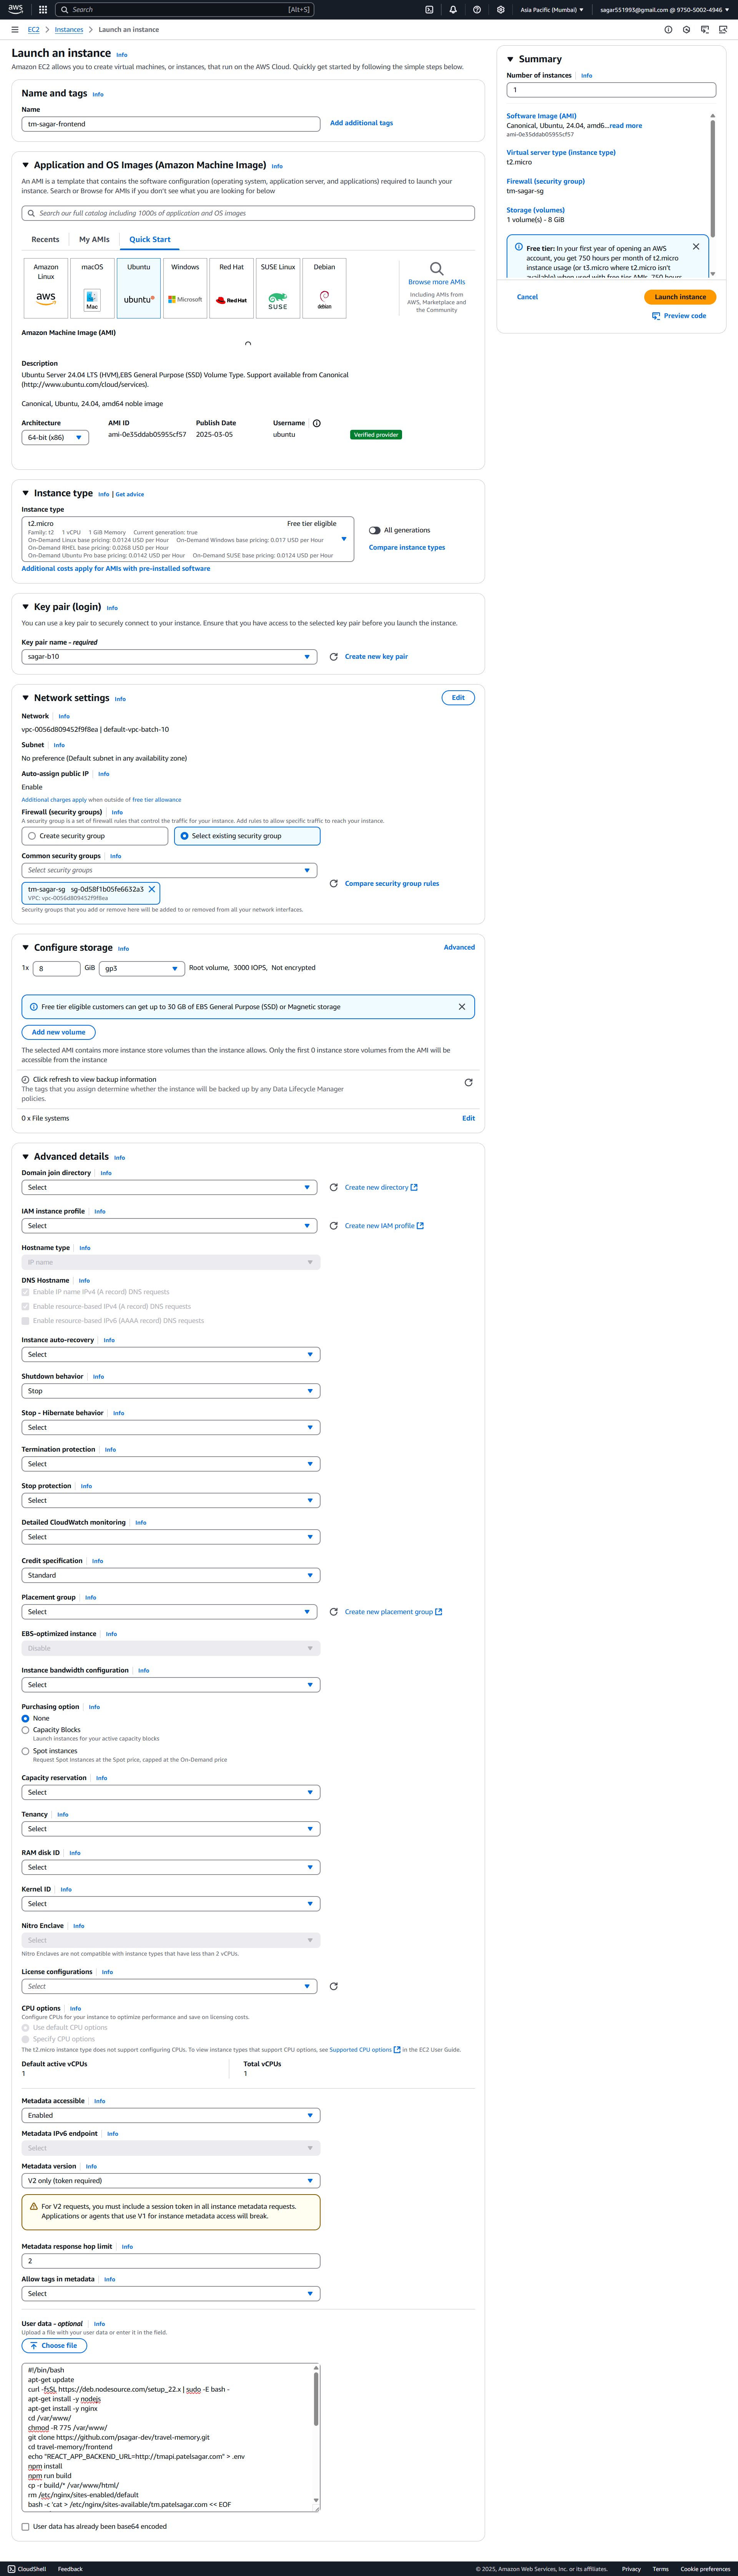 aws
Search
[Alt+S]
Asia Pacific (Mumbai)
sagar551993@gmail.com @ 9750-5002-4946
EC2
Instances
Launch an instance
Launch an instance Info
Amazon EC2 allows you to create virtual machines, or instances, that run on the AWS Cloud. Quickly get started by following the simple steps below.
Name and tags Info
Name
tm-sagar-frontend
Add additional tags
Application and OS Images (Amazon Machine Image) Info
An AMI is a template that contains the software configuration (operating system, application server, and applications) required to launch your
instance. Search or Browse for AMIs if you don't see what you are looking for below
Search our full catalog including 1000s of application and OS images
Recents
My AMIs
Quick Start
Amazon Linux
aws
macOS
Mac
Ubuntu
ubuntu®
Windows
Microsoft
Red Hat
Red Hat
SUSE Linux
SUSE
Debian
debian
Browse more AMIs
Including AMIs from
AWS, Marketplace and
the Community
Amazon Machine Image (AMI)
Description
Ubuntu Server 24.04 LTS (HVM),EBS General Purpose (SSD) Volume Type. Support available from Canonical
(http://www.ubuntu.com/cloud/services).
Canonical, Ubuntu, 24.04, amd64 noble image
Architecture
64-bit (x86)
AMI ID
ami-0e35ddab05955cf57
Publish Date
2025-03-05
Username
ubuntu
Verified provider
Instance type Info | Get advice
Instance type
t2.micro
Free tier eligible
Family: t2 1 vCPU 1 GiB Memory Current generation: true
On-Demand Linux base pricing: 0.0124 USD per Hour On-Demand Windows base pricing: 0.017 USD per Hour
On-Demand RHEL base pricing: 0.0268 USD per Hour
On-Demand Ubuntu Pro base pricing: 0.0142 USD per Hour On-Demand SUSE base pricing: 0.0124 USD per Hour
All generations
Compare instance types
Additional costs apply for AMIs with pre-installed software
Key pair (login) Info
You can use a key pair to securely connect to your instance. Ensure that you have access to the selected key pair before you launch the instance.
Key pair name - required
sagar-b10
Create new key pair
Network settings Info
Edit
Network Info
vpc-0056d809452f9f8ea | default-vpc-batch-10
Subnet Info
No preference (Default subnet in any availability zone)
Auto-assign public IP Info
Enable
Additional charges apply when outside of free tier allowance
Firewall (security groups) Info
A security group is a set of firewall rules that control the traffic for your instance. Add rules to allow specific traffic to reach your instance.
Create security group
Select existing security group
Common security groups Info
Select security groups
tm-sagar-sg sg-0d58f1b05fe6632a3
VPC: vpc-0056d809452f9f8ea
Compare security group rules
Security groups that you add or remove here will be added to or removed from all your network interfaces.
Configure storage Info
Advanced
1x 8 GiB gp3 Root volume, 3000 IOPS, Not encrypted
Free tier eligible customers can get up to 30 GB of EBS General Purpose (SSD) or Magnetic storage
Add new volume
The selected AMI contains more instance store volumes than the instance allows. Only the first 0 instance store volumes from the AMI will be
accessible from the instance
Click refresh to view backup information
The tags that you assign determine whether the instance will be backed up by any Data Lifecycle Manager
policies.
0 x File systems
Edit
Advanced details Info
Domain join directory Info
Select
Create new directory
IAM instance profile Info
Select
Create new IAM profile
Hostname type Info
IP name
DNS Hostname Info
Enable IP name IPv4 (A record) DNS requests
Enable resource-based IPv4 (A record) DNS requests
Enable resource-based IPv6 (AAAA record) DNS requests
Instance auto-recovery Info
Select
Shutdown behavior Info
Stop
Stop - Hibernate behavior Info
Select
Termination protection Info
Select
Stop protection Info
Select
Detailed CloudWatch monitoring Info
Select
Credit specification Info
Standard
Placement group Info
Select
Create new placement group
EBS-optimized instance Info
Disable
Instance bandwidth configuration Info
Select
Purchasing option Info
None
Capacity Blocks
Launch instances for your active capacity blocks
Spot instances
Request Spot Instances at the Spot price, capped at the On-Demand price
Capacity reservation Info
Select
Tenancy Info
Select
RAM disk ID Info
Select
Kernel ID Info
Select
Nitro Enclave Info
Select
Nitro Enclaves are not compatible with instance types that have less than 2 vCPUs.
License configurations Info
Select
CPU options Info
Configure CPUs for your instance to optimize performance and save on licensing costs.
Use default CPU options
Specify CPU options
The t2.micro instance type does not support configuring CPUs. To view instance types that support CPU options, see Supported CPU options in the EC2 User Guide.
Default active vCPUs
1
Total vCPUs
1
Metadata accessible Info
Enabled
Metadata IPv6 endpoint Info
Select
Metadata version Info
V2 only (token required)
For V2 requests, you must include a session token in all instance metadata requests.
Applications or agents that use V1 for instance metadata access will break.
Metadata response hop limit Info
2
Allow tags in metadata Info
Select
User data - optional Info
Upload a file with your user data or enter it in the field.
Choose file
#!/bin/bash
apt-get update
curl -fsSL https://deb.nodesource.com/setup_22.x | sudo -E bash -
apt-get install -y nodejs
apt-get install -y nginx
cd /var/www/
chmod -R 775 /var/www/
git clone https://github.com/psagar-dev/travel-memory.git
cd travel-memory/frontend
echo "REACT_APP_BACKEND_URL=http://tmapi.patelsagar.com" > .env
npm install
npm run build
cp -r build/* /var/www/html/
rm /etc/nginx/sites-enabled/default
bash -c 'cat > /etc/nginx/sites-available/tm.patelsagar.com << EOF
User data has already been base64 encoded
Summary
Number of instances Info
1
Software Image (AMI)
Canonical, Ubuntu, 24.04, amd6...read more
ami-0e35ddab05955cf57
Virtual server type (instance type)
t2.micro
Firewall (security group)
tm-sagar-sg
Storage (volumes)
1 volume(s) - 8 GiB
Free tier: In your first year of opening an AWS
account, you get 750 hours per month of t2.micro
instance usage (or t3.micro where t2.micro isn't
available) when used with free tier AMIs, 750 hours
Cancel
Launch instance
Preview code
CloudShell
Feedback
© 2025, Amazon Web Services, Inc. or its affiliates.
Privacy
Terms
Cookie preferences